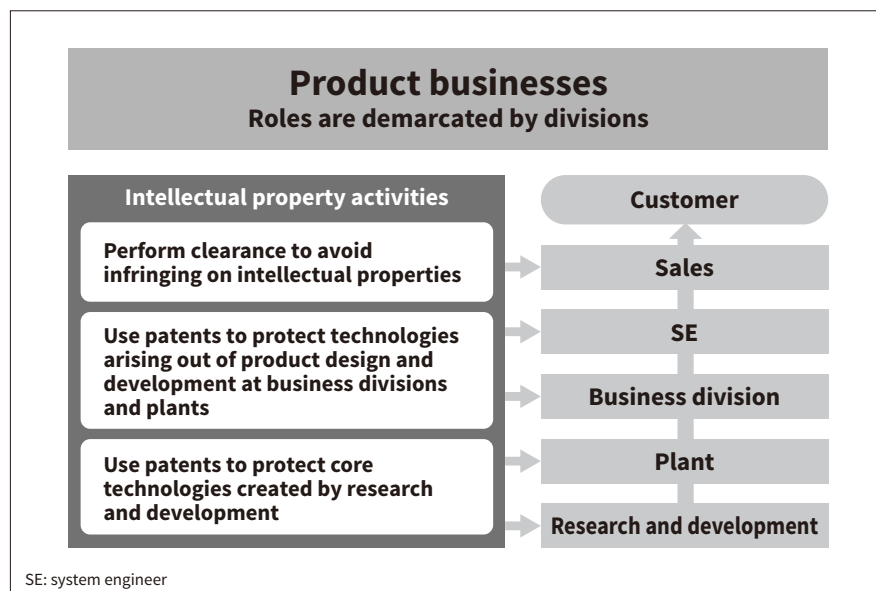 Product businesses
Roles are demarcated by divisions
Intellectual property activities
Perform clearance to avoid
infringing on intellectual properties
Use patents to protect technologies
arising out of product design and
development at business divisions
and plants
Use patents to protect core
technologies created by research
and development
Customer
Sales
SE
Business division
Plant
Research and development
SE: system engineer